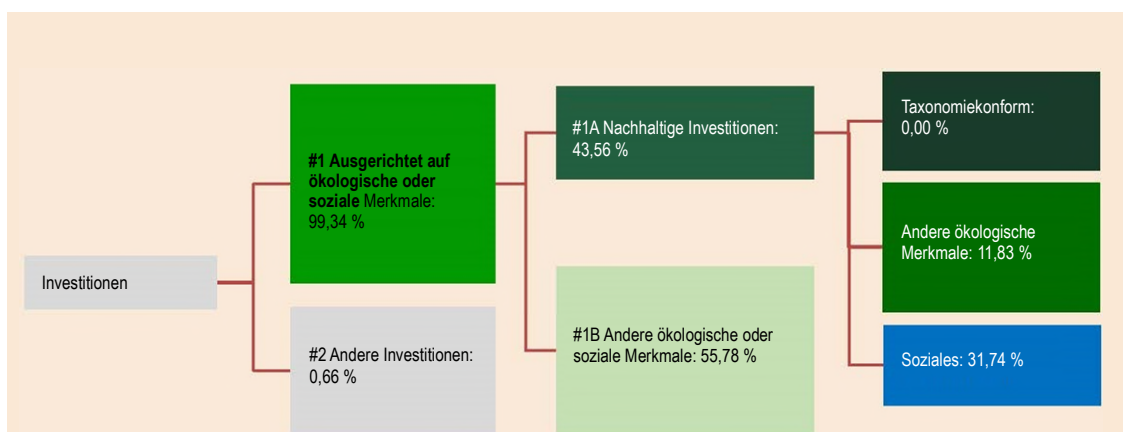 Investitionen
#1 Ausgerichtet auf
ökologische oder
soziale Merkmale:
99,34 %
#2 Andere Investitionen:
0,66 %
#1A Nachhaltige Investitionen:
43,56 %
#1B Andere ökologische oder
soziale Merkmale: 55,78 %
Taxonomiekonform:
0,00 %
Andere ökologische
Merkmale: 11,83 %
Soziales: 31,74 %